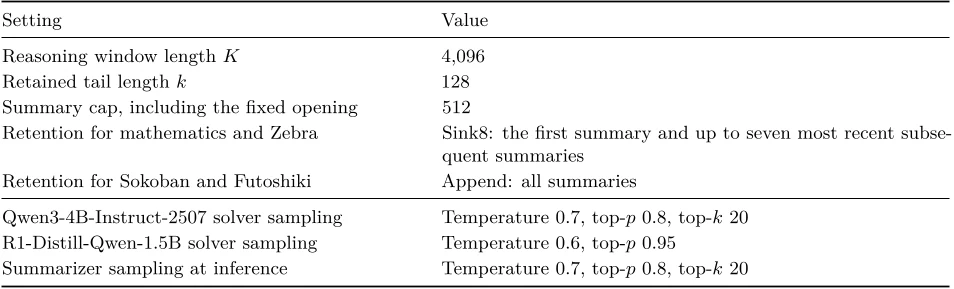 Setting Value
Reasoning window length K 4,096
Retained tail length k 128
Summary cap, including the fixed opening 512
Retention for mathematics and Zebra Sink8: the first summary and up to seven most recent subse-
quent summaries
Retention for Sokoban and Futoshiki Append: all summaries
Qwen3-4B-Instruct-2507 solver sampling Temperature 0.7, top-p 0.8, top-k 20
R1-Distill-Qwen-1.5B solver sampling Temperature 0.6, top-p 0.95
Summarizer sampling at inference Temperature 0.7, top-p 0.8, top-k 20